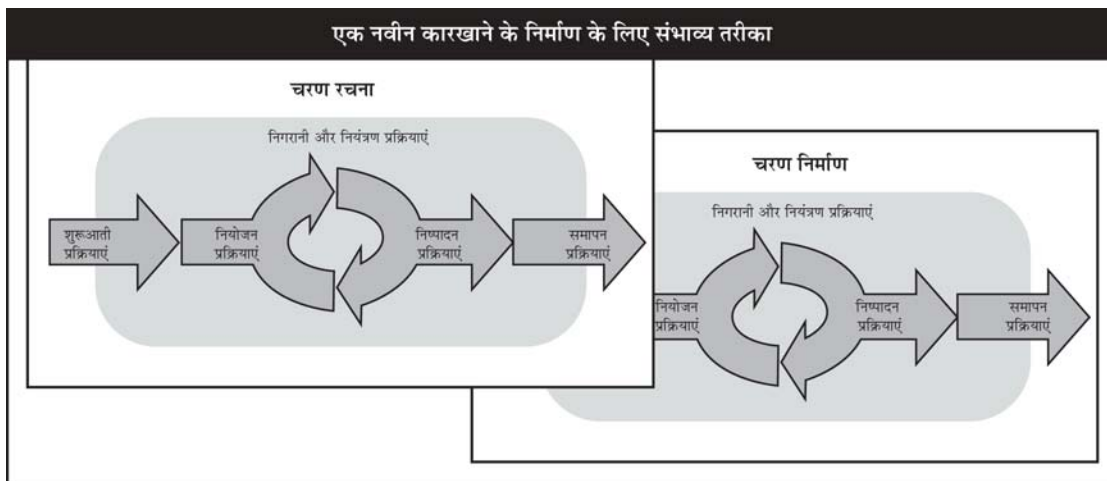 एक नवीन कारखाने के निर्माण के लिए संभाव्य तरीका
चरण रचना
निगरानी और नियंत्रण प्रक्रियाएं
शुरूआती
प्रक्रियाएं
नियोजन
प्रक्रियाएं
निष्पादन
प्रक्रियाएं
समापन
प्रक्रियाएं
चरण निर्माण
निगरानी और नियंत्रण प्रक्रियाएं
नियोजन
प्रक्रियाएं
निष्पादन
प्रक्रियाएं
समापन
प्रक्रियाएं